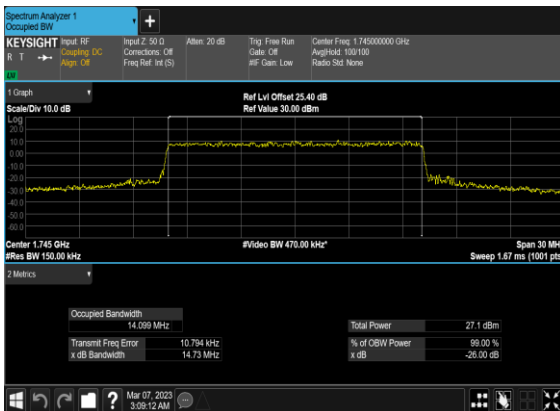 Spectrum Analyzer 1
Occupied BW
+
KEYSIGHT
R T
LV
Input: RF
Coupling: DC
Align: Off
Input Z: 50 Ω
Corrections: Off
Freq Ref: Int (S)
Atten: 20 dB
Trig: Free Run
Gate: Off
#IF Gain: Low
Center Freq: 1.745000000 GHz
Avg|Hold: 100/100
Radio Std: None
1 Graph
Scale/Div 10.0 dB
Ref Lvl Offset 25.40 dB
Ref Value 30.00 dBm
Log
20.0
10.0
0.00
-10.0
-20.0
-30.0
-40.0
-50.0
-60.0
Center 1.745 GHz
#Video BW 470.00 kHz*
Span 30 MH
#Res BW 150.00 kHz
Sweep 1.67 ms (1001 pts
2 Metrics
Occupied Bandwidth
14.099 MHz
Total Power 27.1 dBm
Transmit Freq Error 10.794 kHz
% of OBW Power 99.00 %
x dB Bandwidth 14.73 MHz
x dB -26.00 dB
?
Mar 07, 2023
3:09:12 AM